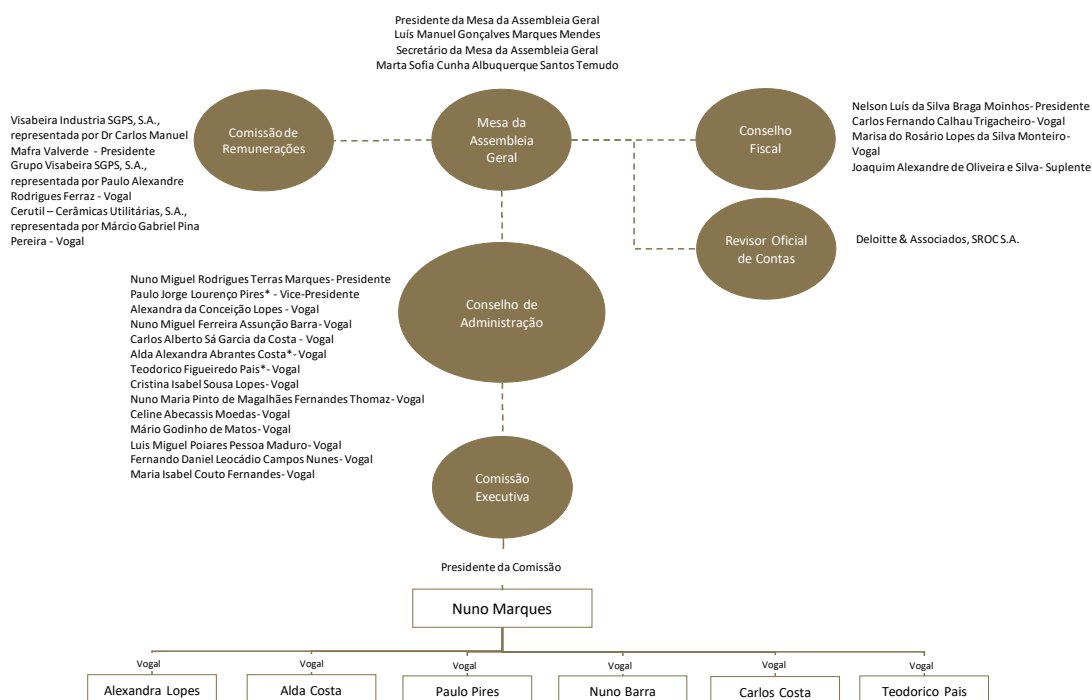 Presidente da Mesa da Assembleia Geral
Luís Manuel Gonçalves Marques Mendes
Secretário da Mesa da Assembleia Geral
Marta Sofia Cunha Albuquerque Santos Temudo
Visabeira Industria SGPS, S.A.,
representada por Dr Carlos Manuel
Mafra Valverde - Presidente
Grupo Visabeira SGPS, S.A.,
representada por Paulo Alexandre
Rodrigues Ferraz - Vogal
Cerutil – Cerâmicas Utilitárias, S.A.,
representada por Márcio Gabriel Pina
Pereira - Vogal
Comissão de
Remunerações
Mesa da
Assembleia
Geral
Conselho
Fiscal
Nelson Luís da Silva Braga Moinhos- Presidente
Carlos Fernando Calhau Trigacheiro- Vogal
Marisa do Rosário Lopes da Silva Monteiro-
Vogal
Joaquim Alexandre de Oliveira e Silva- Suplente
Revisor Oficial
de Contas
Deloitte & Associados, SROC S.A.
Nuno Miguel Rodrigues Terras Marques- Presidente
Paulo Jorge Lourenço Pires* - Vice-Presidente
Alexandra da Conceição Lopes - Vogal
Nuno Miguel Ferreira Assunção Barra- Vogal
Carlos Alberto Sá Garcia da Costa - Vogal
Alda Alexandra Abrantes Costa*- Vogal
Teodorico Figueiredo Pais*- Vogal
Cristina Isabel Sousa Lopes- Vogal
Nuno Maria Pinto de Magalhães Fernandes Thomaz- Vogal
Celine Abecassis Moedas- Vogal
Mário Godinho de Matos- Vogal
Luis Miguel Poiares Pessoa Maduro- Vogal
Fernando Daniel Leocádio Campos Nunes- Vogal
Maria Isabel Couto Fernandes- Vogal
Conselho de
Administração
Comissão
Executiva
Presidente da Comissão
Nuno Marques
Vogal
Alexandra Lopes
Vogal
Alda Costa
Vogal
Paulo Pires
Vogal
Nuno Barra
Vogal
Carlos Costa
Vogal
Teodorico Pais